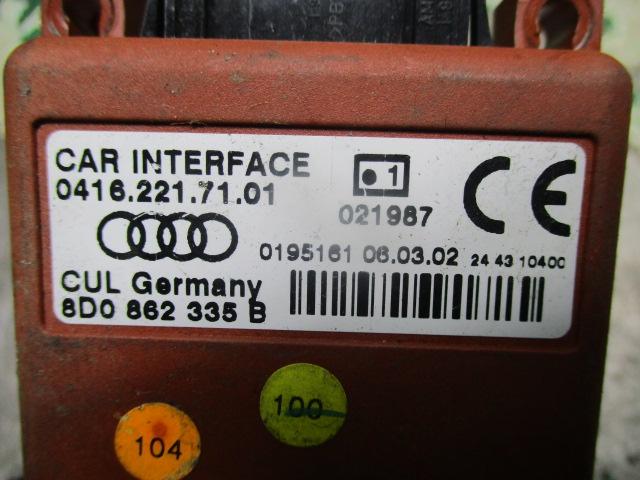 CAR INTERFACE
0416.221.71.01
1
021987
CE
0195161 06.03.02 24 43 10400
CUL Germany
8D0 862 335 B
100
104